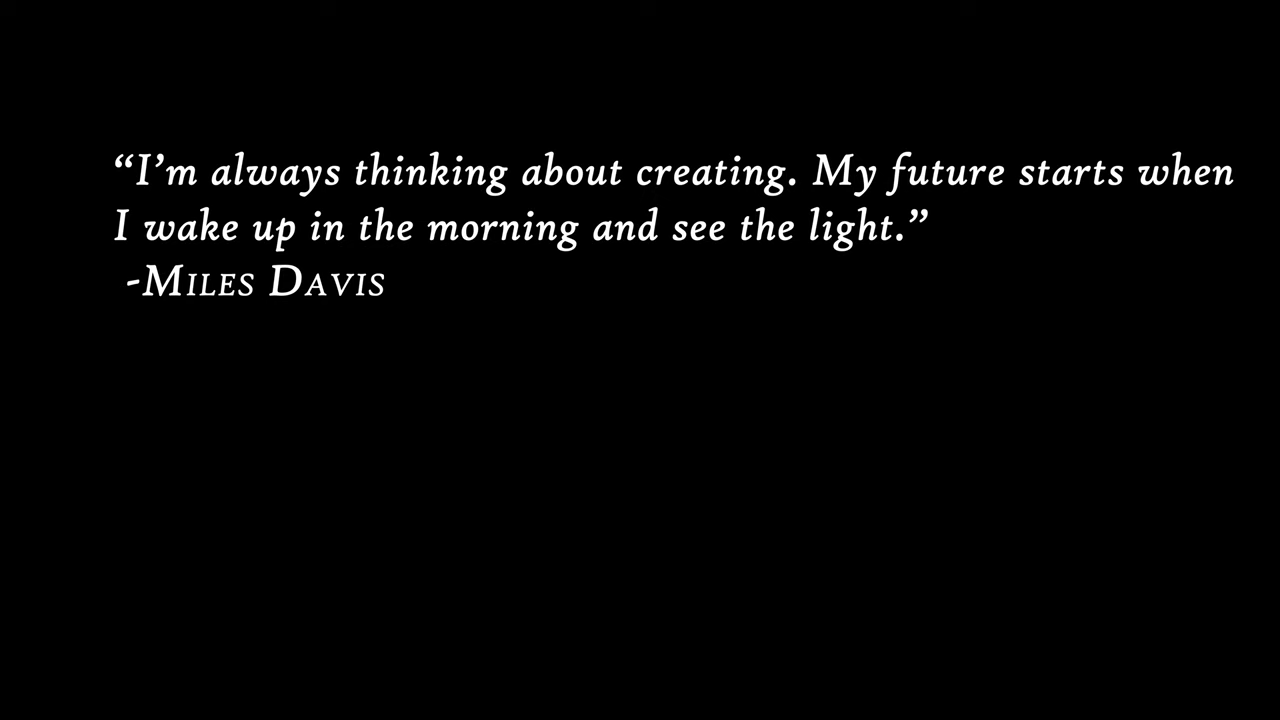 “I’m always thinking about creating. My future starts when
I wake up in the morning and see the light.”
-Miles Davis